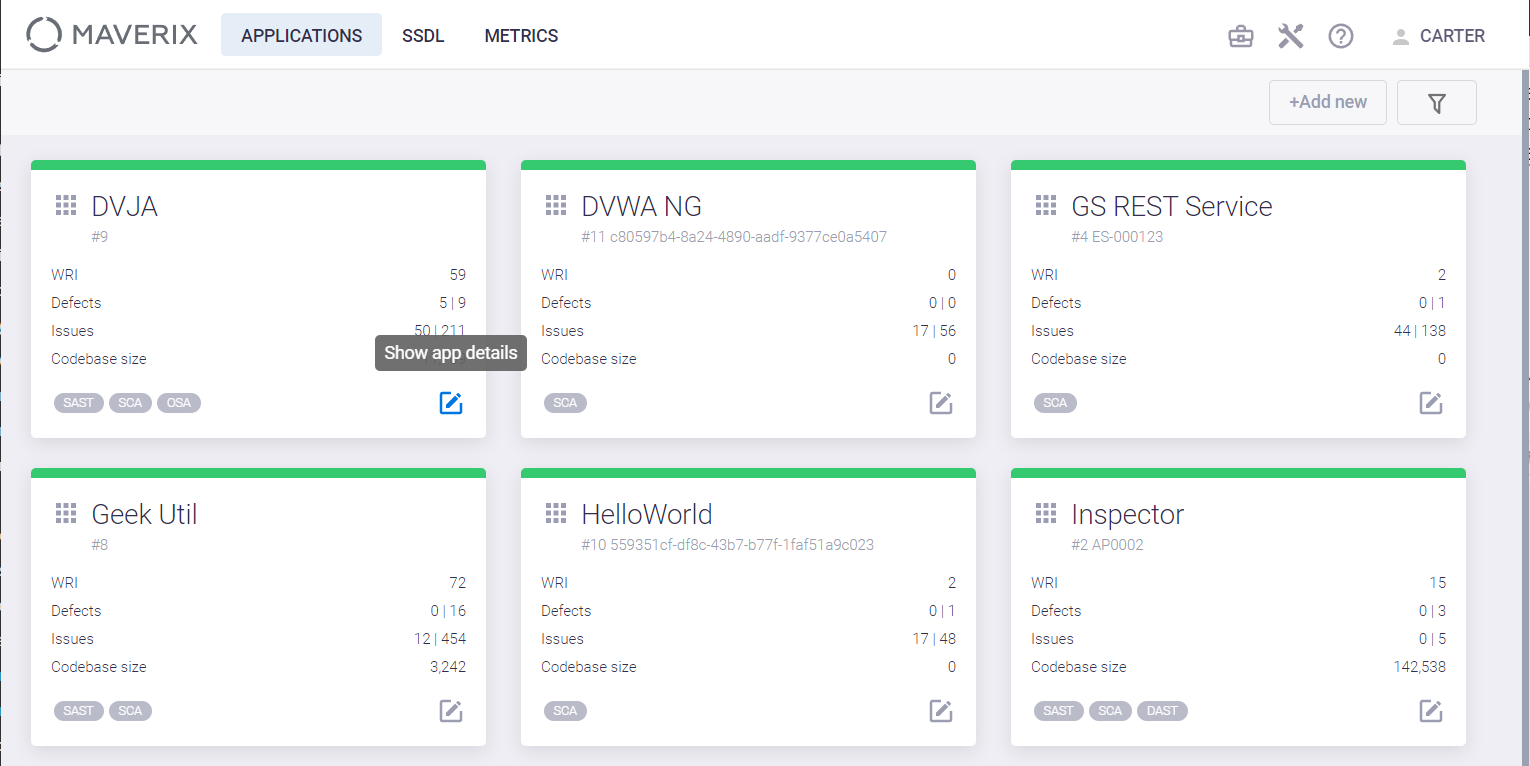 MAVERIX APPLICATIONS SSDL METRICS CARTER
+Add new
DVJA
#9
WRI 59
Defects 5 | 9
Issues 50 | 211
Codebase size
Show app details
SAST SCA OSA
DVWA NG
#11 c80597b4-8a24-4890-aadf-9377ce0a5407
WRI 0
Defects 0 | 0
Issues 17 | 56
Codebase size 0
SCA
GS REST Service
#4 ES-000123
WRI 2
Defects 0 | 1
Issues 44 | 138
Codebase size 0
SCA
Geek Util
#8
WRI 72
Defects 0 | 16
Issues 12 | 454
Codebase size 3,242
SAST SCA
HelloWorld
#10 559351cf-df8c-43b7-b77f-1faf51a9c023
WRI 2
Defects 0 | 1
Issues 17 | 48
Codebase size 0
SCA
Inspector
#2 AP0002
WRI 15
Defects 0 | 3
Issues 0 | 5
Codebase size 142,538
SAST SCA DAST